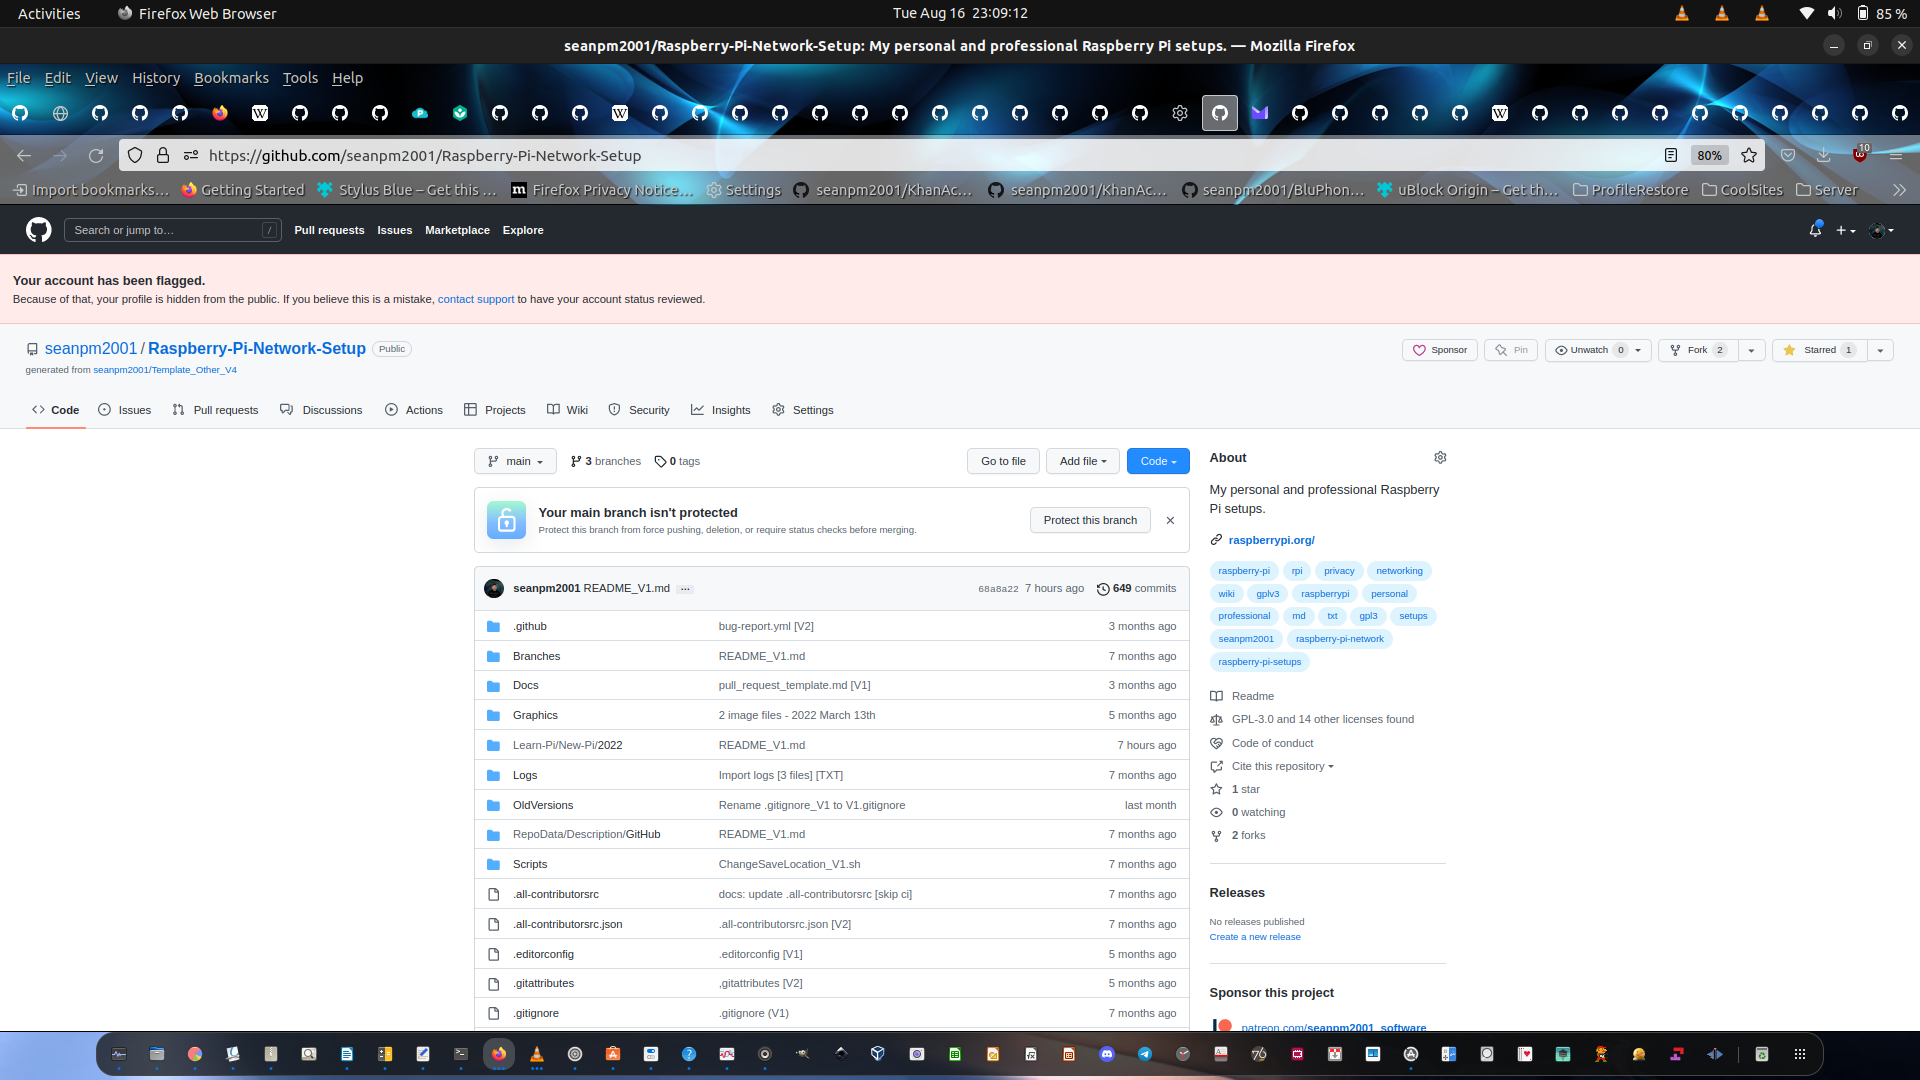 Activities Firefox Web Browser Tue Aug 16 23:09:12 85 %
seanpm2001/Raspberry-Pi-Network-Setup: My personal and professional Raspberry Pi setups. — Mozilla Firefox
File Edit View History Bookmarks Tools Help
https://github.com/seanpm2001/Raspberry-Pi-Network-Setup 80% 10
Import bookmarks… Getting Started Stylus Blue – Get this … Firefox Privacy Notice… Settings seanpm2001/KhanAc… seanpm2001/KhanAc… seanpm2001/BluPhon… uBlock Origin – Get th… ProfileRestore CoolSites Server
Search or jump to… / Pull requests Issues Marketplace Explore
Your account has been flagged.
Because of that, your profile is hidden from the public. If you believe this is a mistake, contact support to have your account status reviewed.
seanpm2001 / Raspberry-Pi-Network-Setup Public
Sponsor Pin Unwatch 0 Fork 2 Starred 1
generated from seanpm2001/Template_Other_V4
Code Issues Pull requests Discussions Actions Projects Wiki Security Insights Settings
main 3 branches 0 tags Go to file Add file Code
Your main branch isn't protected
Protect this branch from force pushing, deletion, or require status checks before merging.
Protect this branch
seanpm2001 README_V1.md ... 68a8a22 7 hours ago 649 commits
.github bug-report.yml [V2] 3 months ago
Branches README_V1.md 7 months ago
Docs pull_request_template.md [V1] 3 months ago
Graphics 2 image files - 2022 March 13th 5 months ago
Learn-Pi/New-Pi/2022 README_V1.md 7 hours ago
Logs Import logs [3 files] [TXT] 7 months ago
OldVersions Rename .gitignore_V1 to V1.gitignore last month
RepoData/Description/GitHub README_V1.md 7 months ago
Scripts ChangeSaveLocation_V1.sh 7 months ago
.all-contributorsrc docs: update .all-contributorsrc [skip ci] 7 months ago
.all-contributorsrc.json .all-contributorsrc.json [V2] 7 months ago
.editorconfig .editorconfig [V1] 5 months ago
.gitattributes ,gitattributes [V2] 5 months ago
.gitignore .gitignore (V1) 7 months ago
About
My personal and professional Raspberry
Pi setups.
raspberrypi.org/
raspberry-pi rpi privacy networking
wiki gplv3 raspberrypi personal
professional md txt gpl3 setups
seanpm2001 raspberry-pi-network
raspberry-pi-setups
Readme
GPL-3.0 and 14 other licenses found
Code of conduct
Cite this repository
1 star
0 watching
2 forks
Releases
No releases published
Create a new release
Sponsor this project
patreon.com/seanpm2001_software